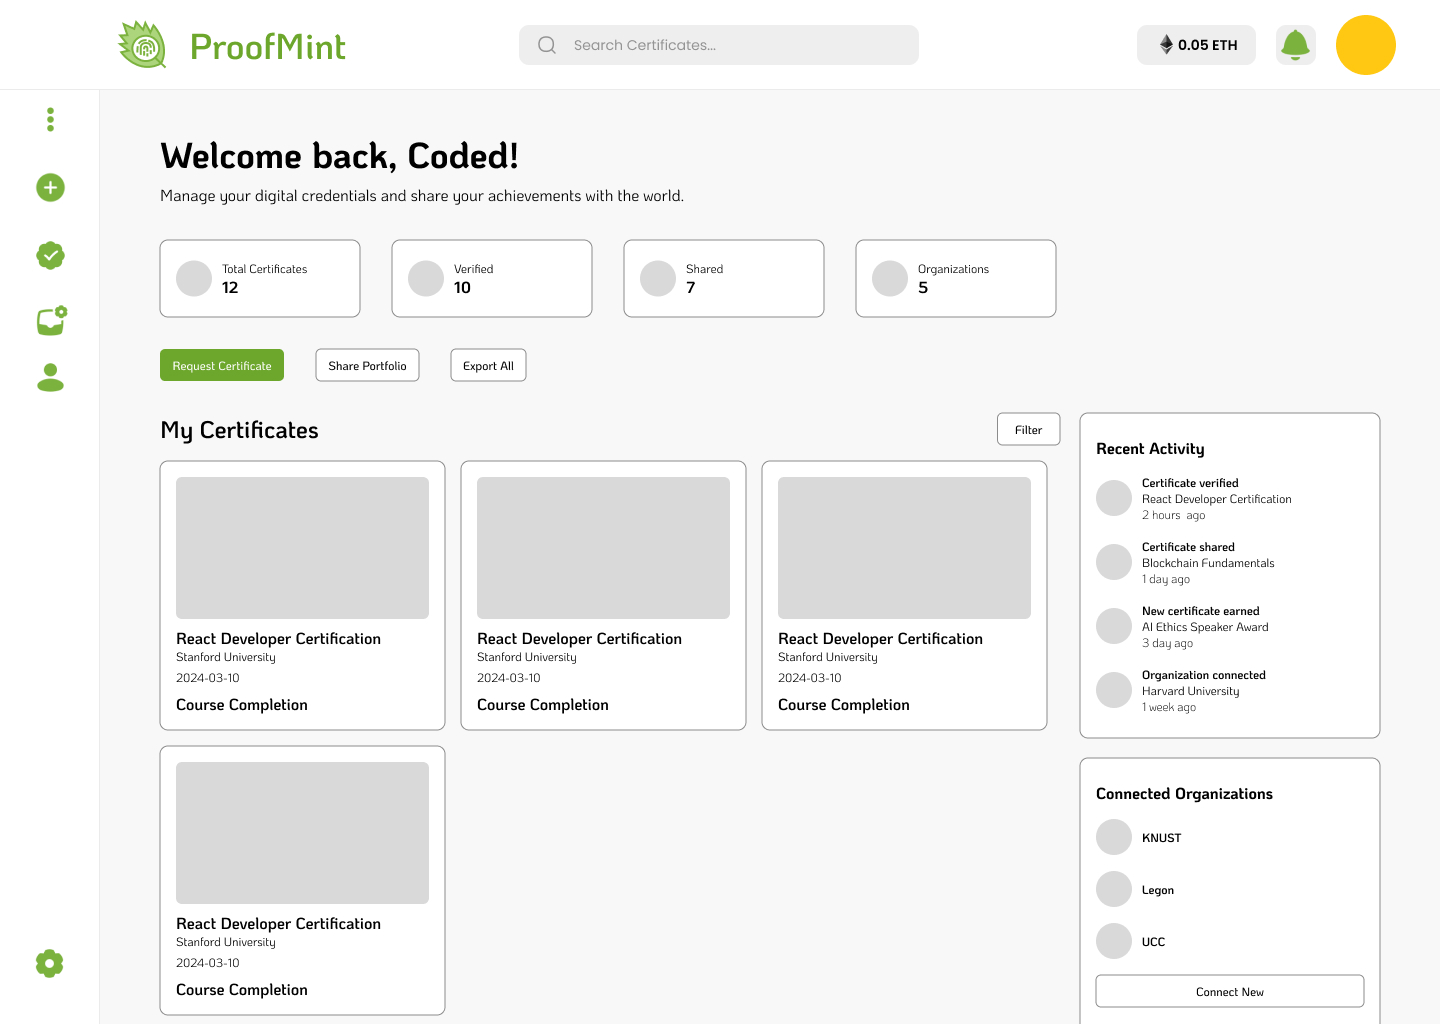 ProofMint
Search Certificates...
0.05 ETH
Welcome back, Coded!
Manage your digital credentials and share your achievements with the world.
Total Certificates
12
Verified
10
Shared
7
Organizations
5
Request Certificate
Share Portfolio
Export All
My Certificates
Filter
React Developer Certification
Stanford University
2024-03-10
Course Completion
React Developer Certification
Stanford University
2024-03-10
Course Completion
React Developer Certification
Stanford University
2024-03-10
Course Completion
React Developer Certification
Stanford University
2024-03-10
Course Completion
Recent Activity
Certificate verified
React Developer Certification
2 hours  ago
Certificate shared
Blockchain Fundamentals
1 day ago
New certificate earned
AI Ethics Speaker Award
3 day ago
Organization connected
Harvard University
1 week ago
Connected Organizations
KNUST
Legon
UCC
Connect New